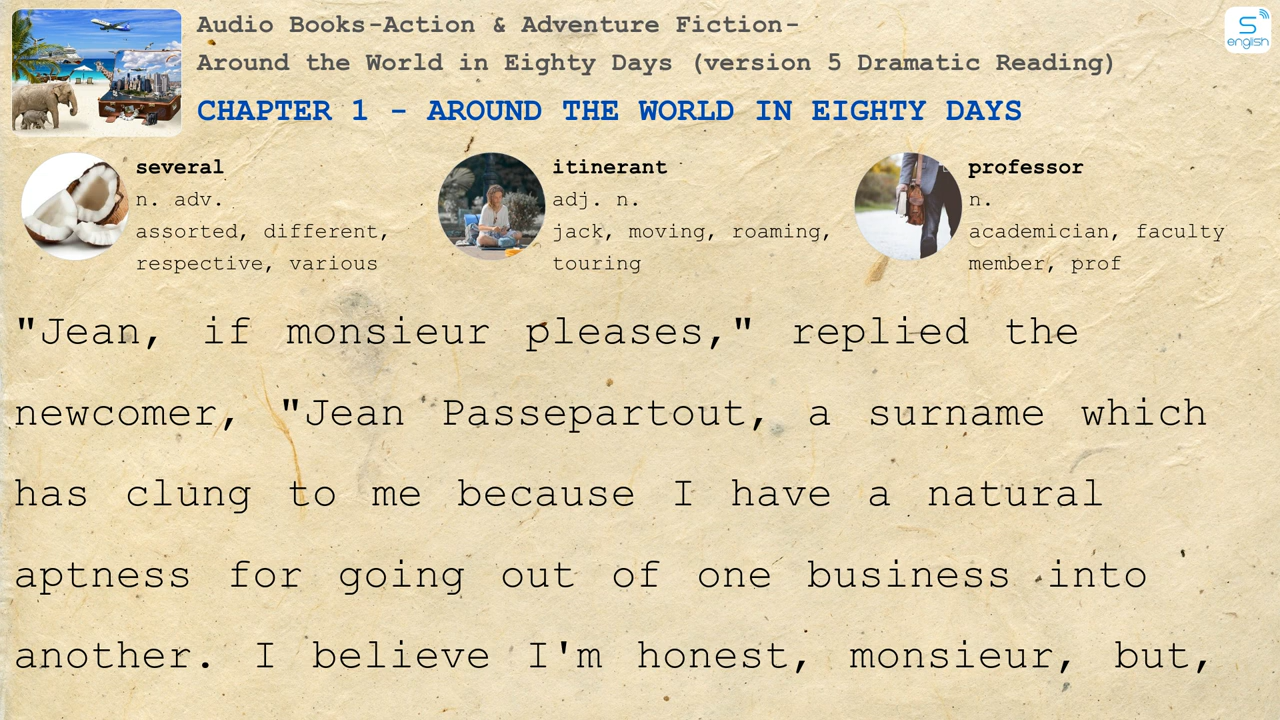 Audio Books-Action & Adventure Fiction-
Around the World in Eighty Days (version 5 Dramatic Reading)
CHAPTER 1 - AROUND THE WORLD IN EIGHTY DAYS
S
english
several
n. adv.
assorted, different,
respective, various
itinerant
adj. n.
jack, moving, roaming,
touring
professor
n.
academician, faculty
member, prof
"Jean, if monsieur pleases," replied the
newcomer, "Jean Passepartout, a surname which
has clung to me because I have a natural
aptness for going out of one business into
another. I believe I'm honest, monsieur, but,